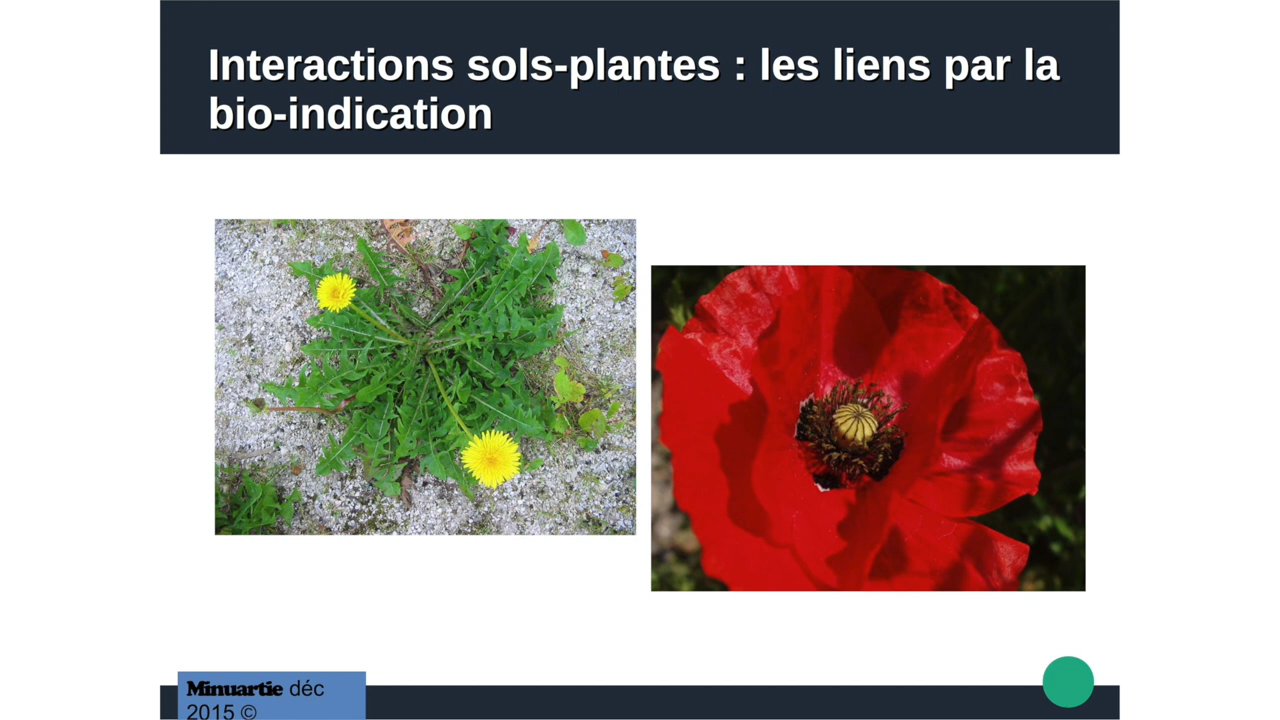 Interactions sols-plantes : les liens par la
bio-indication
Minuartie déc
2015 ©